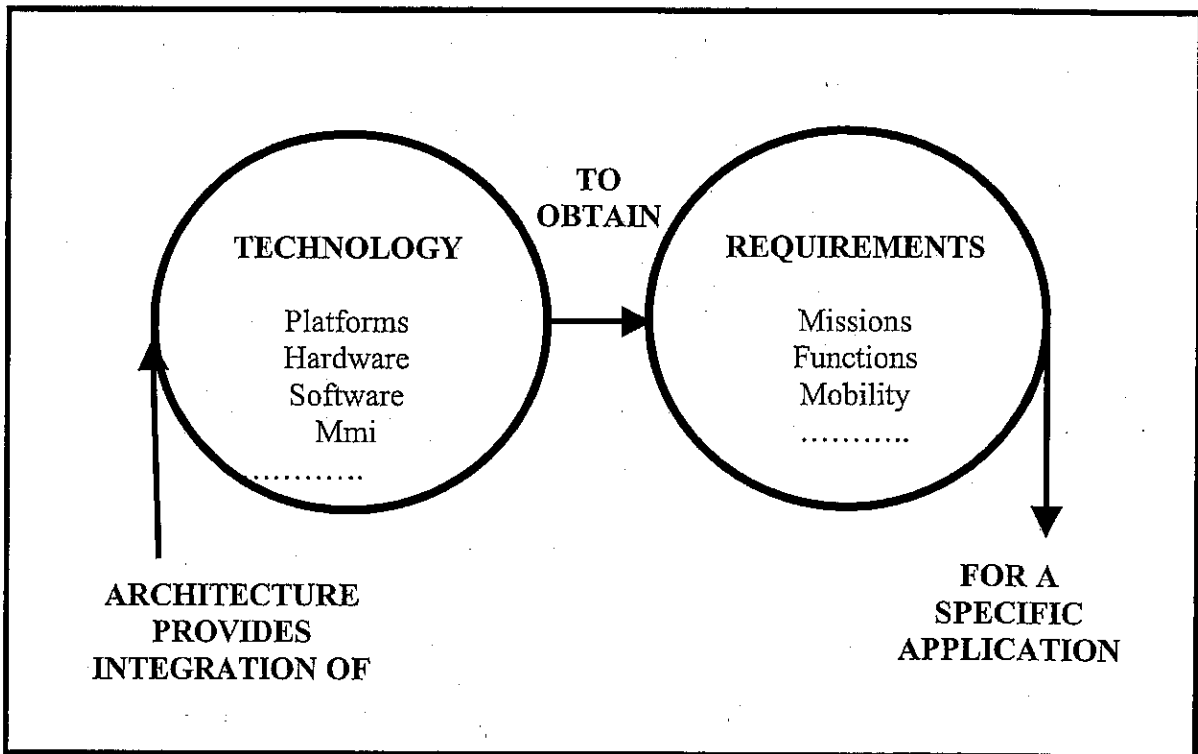 ARCHITECTURE
PROVIDES
INTEGRATION OF
TECHNOLOGY
Platforms
Hardware
Software
Mmi
............
TO
OBTAIN
REQUIREMENTS
Missions
Functions
Mobility
...........
FOR A
SPECIFIC
APPLICATION